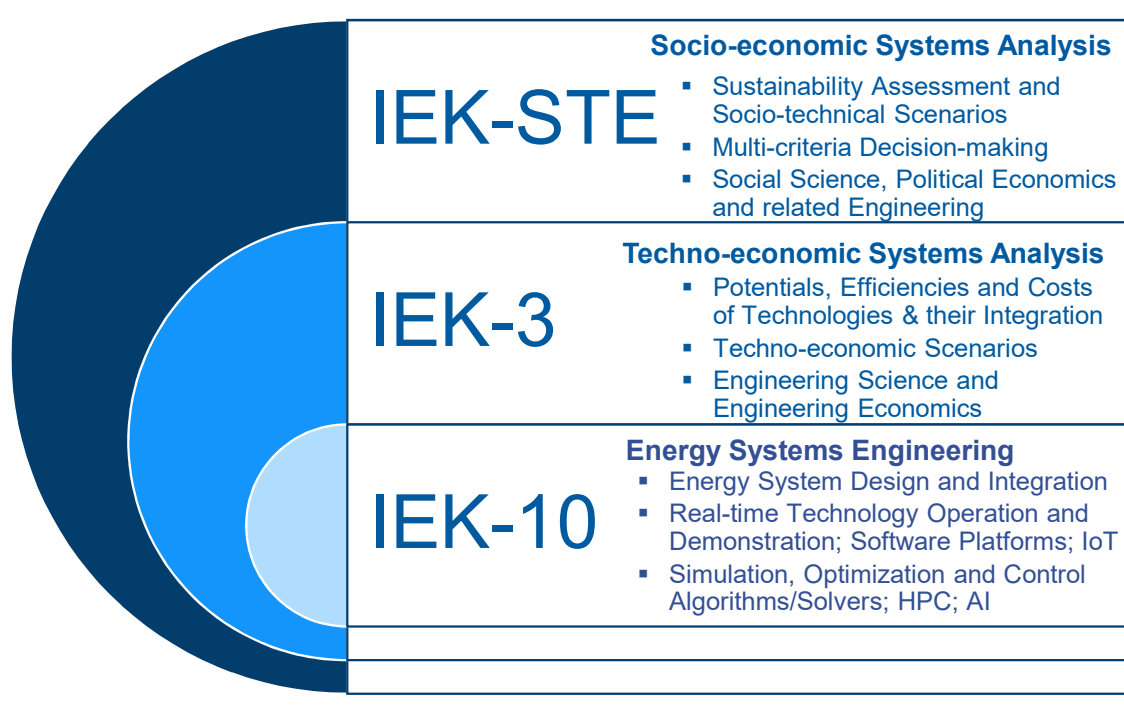 IEK-STE
Socio-economic Systems Analysis
▪ Sustainability Assessment and
Socio-technical Scenarios
▪ Multi-criteria Decision-making
▪ Social Science, Political Economics
and related Engineering
IEK-3
Techno-economic Systems Analysis
▪ Potentials, Efficiencies and Costs
of Technologies & their Integration
▪ Techno-economic Scenarios
▪ Engineering Science and
Engineering Economics
IEK-10
Energy Systems Engineering
▪ Energy System Design and Integration
▪ Real-time Technology Operation and
Demonstration; Software Platforms; IoT
▪ Simulation, Optimization and Control
Algorithms/Solvers; HPC; AI